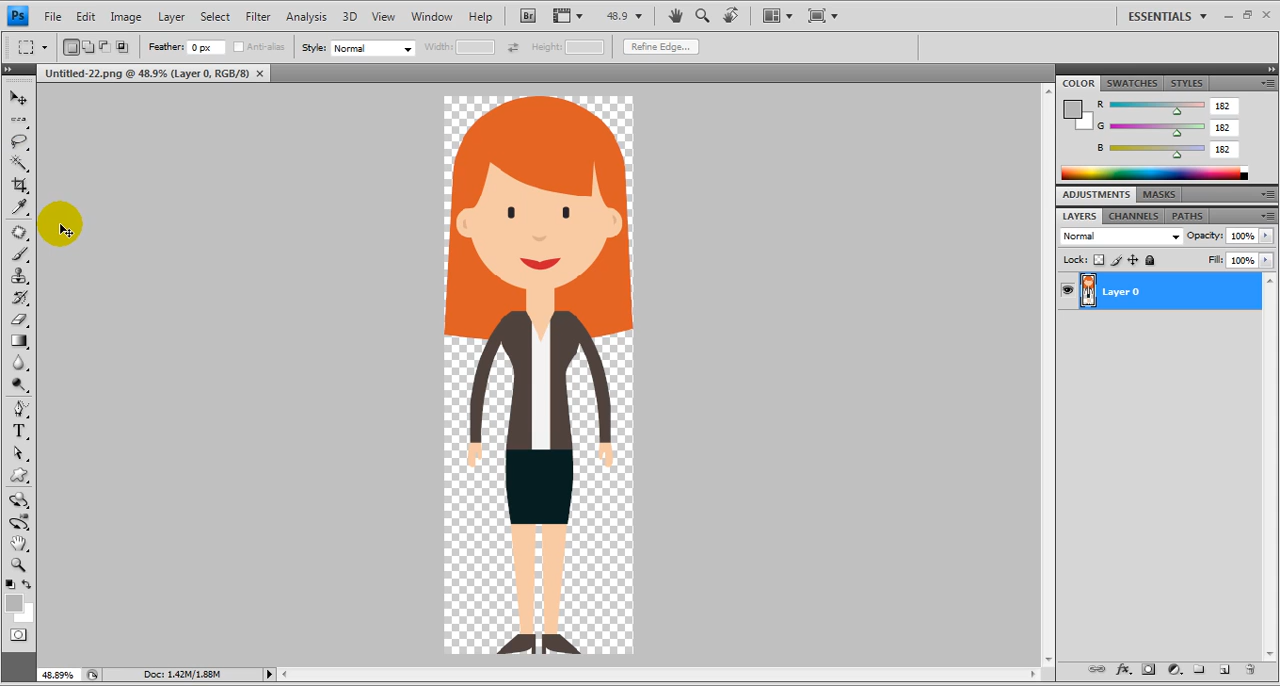 Ps File Edit Image Layer Select Filter Analysis 3D View Window Help Br 48.9 ESSENTIALS
Feather: 0 px Anti-alias Style: Normal Width: Height: Refine Edge...
Untitled-22.png @ 48.9% (Layer 0, RGB/8)
COLOR SWATCHES STYLES
R 182
G 182
B 182
ADJUSTMENTS MASKS
LAYERS CHANNELS PATHS
Normal Opacity: 100%
Lock: Fill: 100%
Layer 0
T
48.89% Doc: 1.42M/1.88M
fx